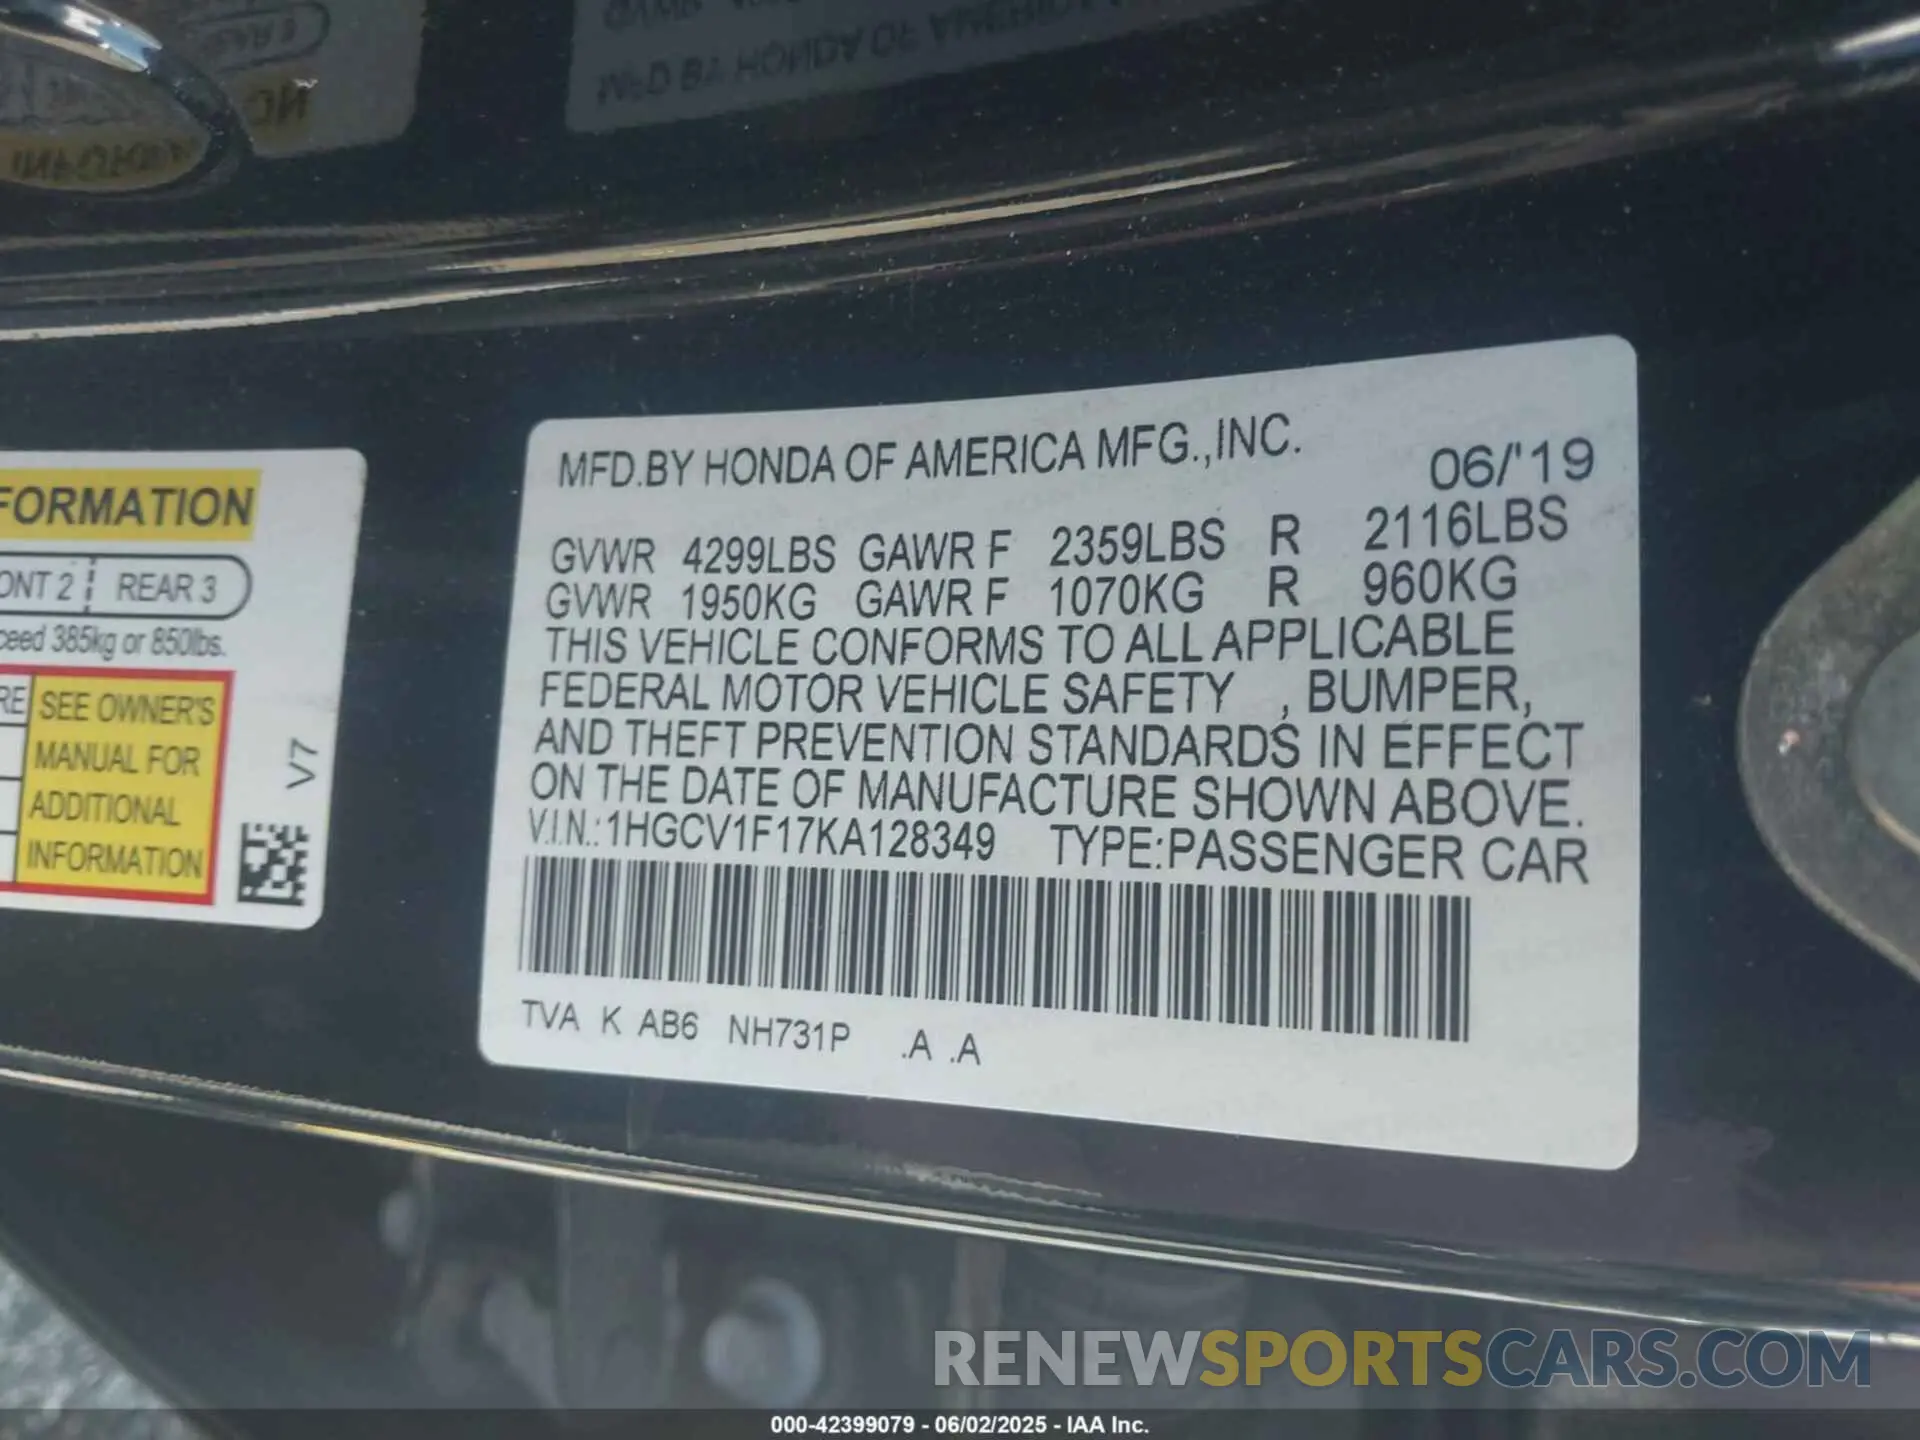 MFD.BY HONDA OF AMERICA MFG.,INC. 06/'19
GVWR 4299LBS GAWR F 2359LBS R 2116LBS
GVWR 1950KG GAWR F 1070KG R 960KG
THIS VEHICLE CONFORMS TO ALL APPLICABLE
FEDERAL MOTOR VEHICLE SAFETY , BUMPER,
AND THEFT PREVENTION STANDARDS IN EFFECT
ON THE DATE OF MANUFACTURE SHOWN ABOVE.
V.I.N.:1HGCV1F17KA128349 TYPE:PASSENGER CAR
TVA K AB6 NH731P .A .A
FORMATION
ONT 2 REAR 3
ceed 385kg or 850lbs.
RE
SEE OWNER'S
MANUAL FOR
ADDITIONAL
INFORMATION
V7
RENEWSPORTSCARS.COM
000-42399079 - 06/02/2025 - IAA Inc.